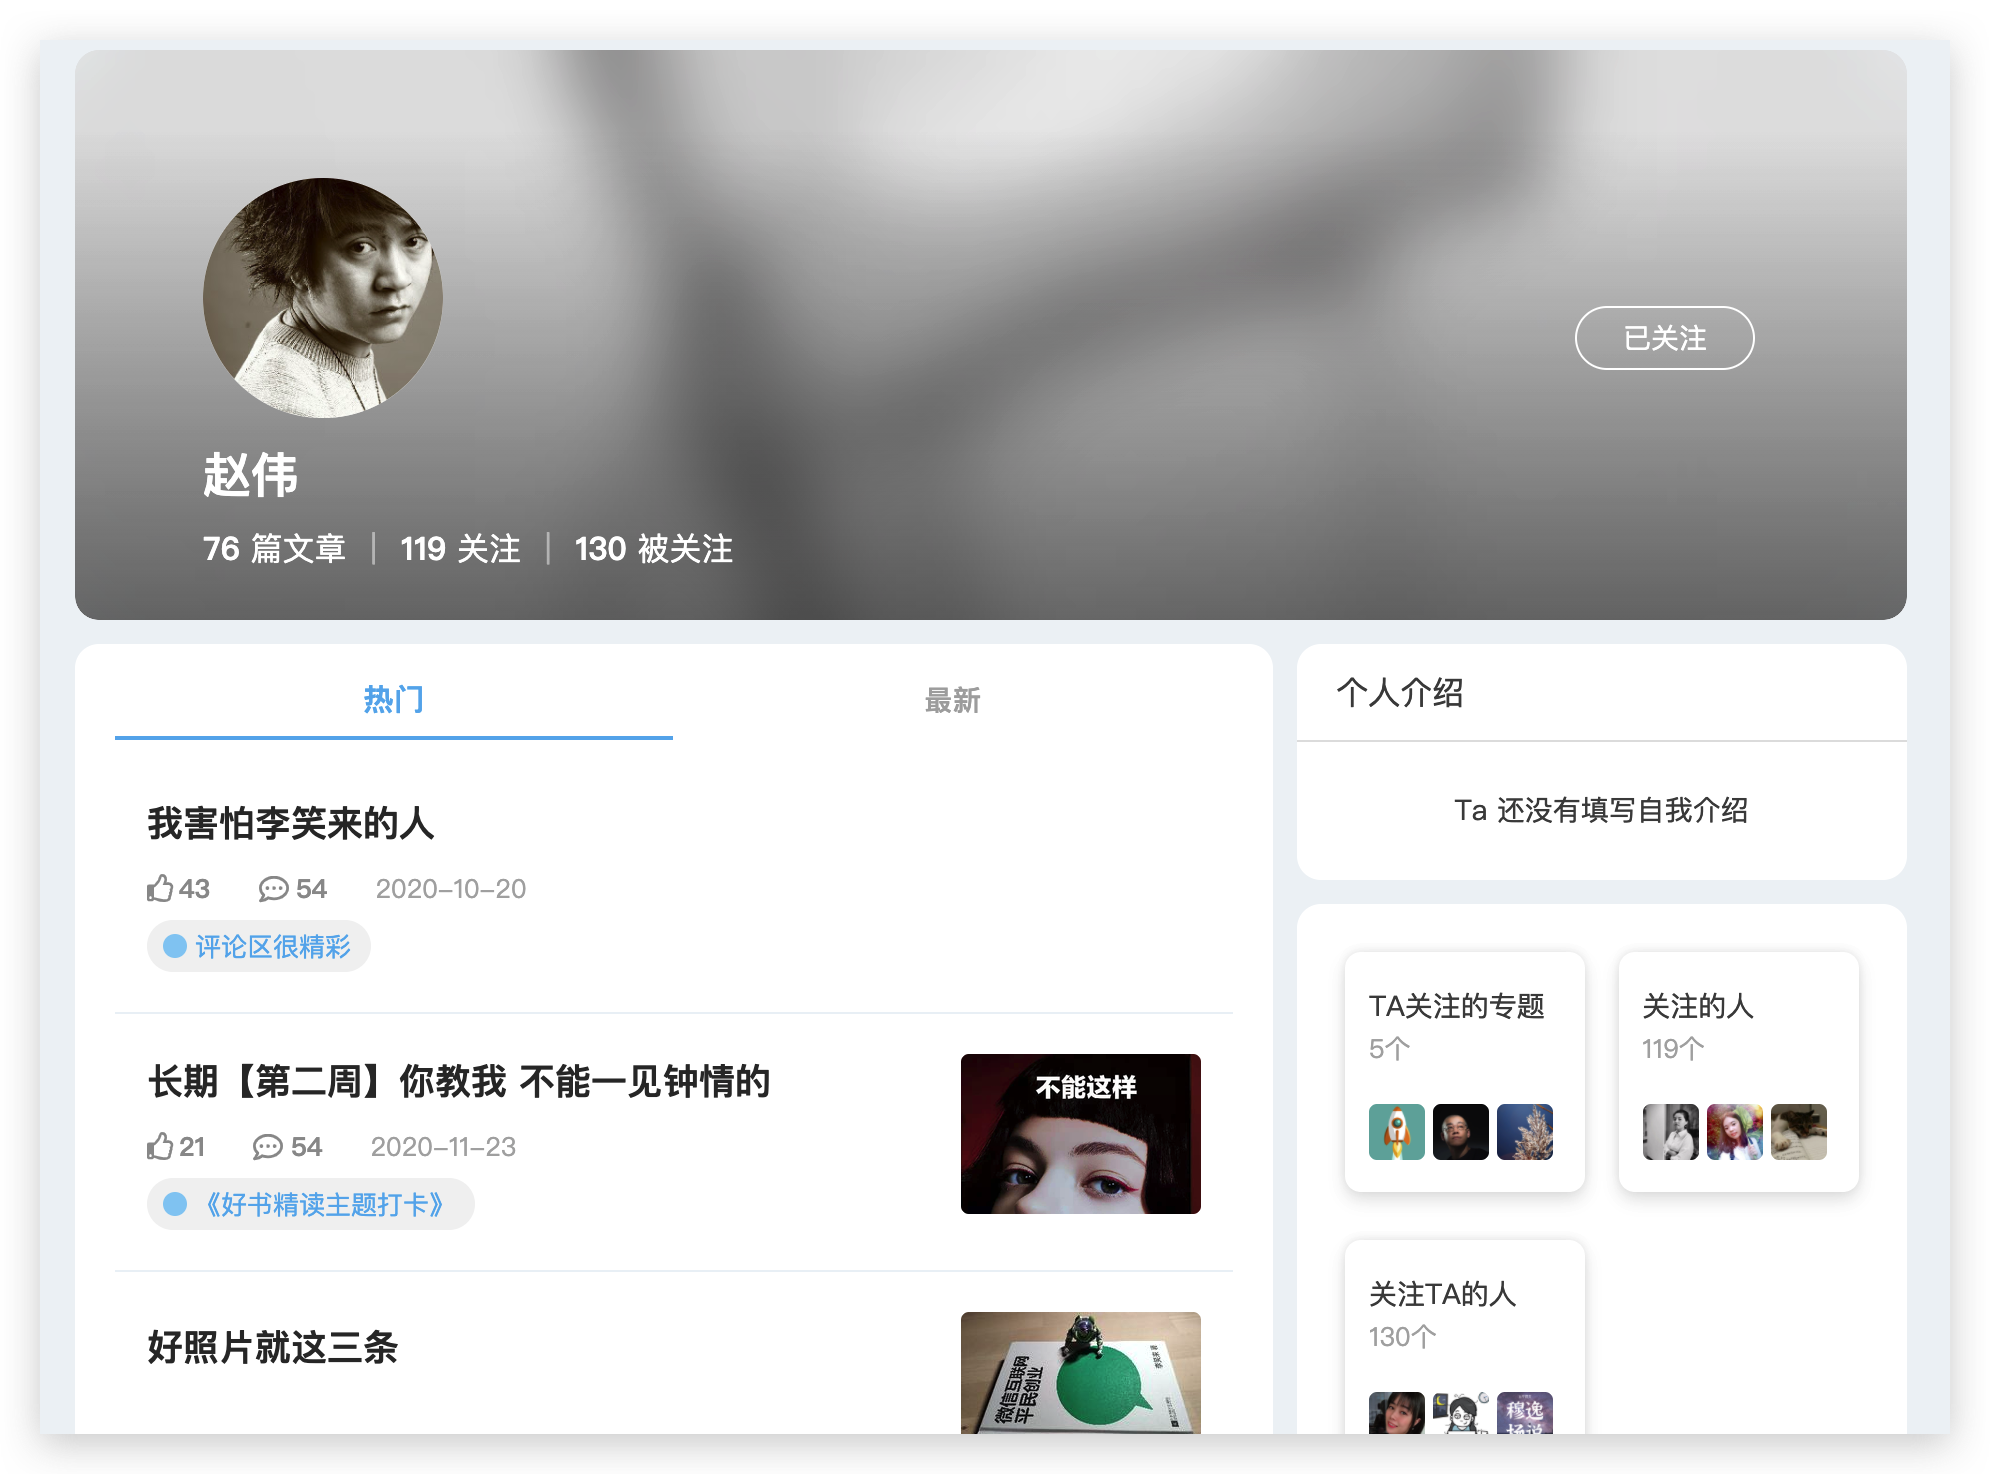 已关注
赵伟
76 篇文章 | 119 关注 | 130 被关注
热门
最新
我害怕李笑来的人
43 54 2020-10-20
评论区很精彩
长期【第二周】你教我 不能一见钟情的
21 54 2020-11-23
《好书精读主题打卡》
不能这样
好照片就这三条
微信互联网
平民创业
个人介绍
Ta 还没有填写自我介绍
TA关注的专题
5个
关注的人
119个
关注TA的人
130个
穆逸